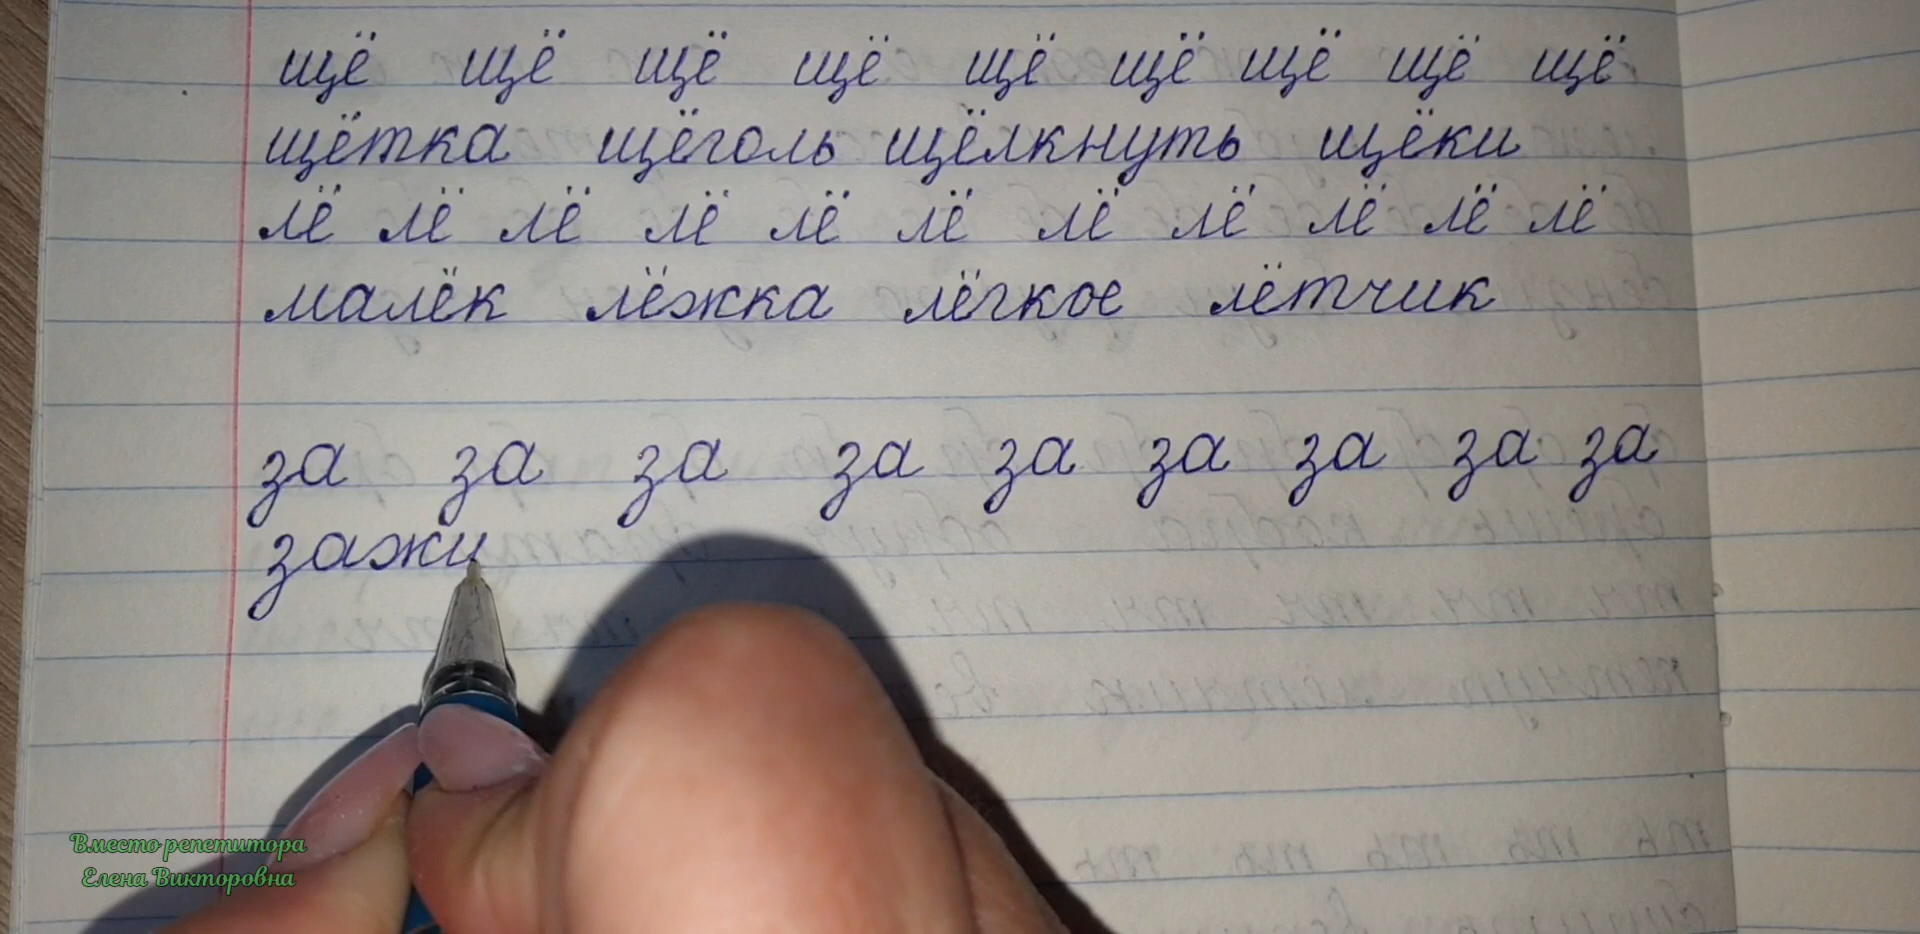 щё щё щё щё щё щё щё щё щё
щётка щёголь щёлкнуть щёки
лё лё лё лё лё лё лё лё лё лё лё
малёк лёжка лёгкое лётчик
за за за за за за за за за
зажи
Вместо репетитора
Елена Викторовна